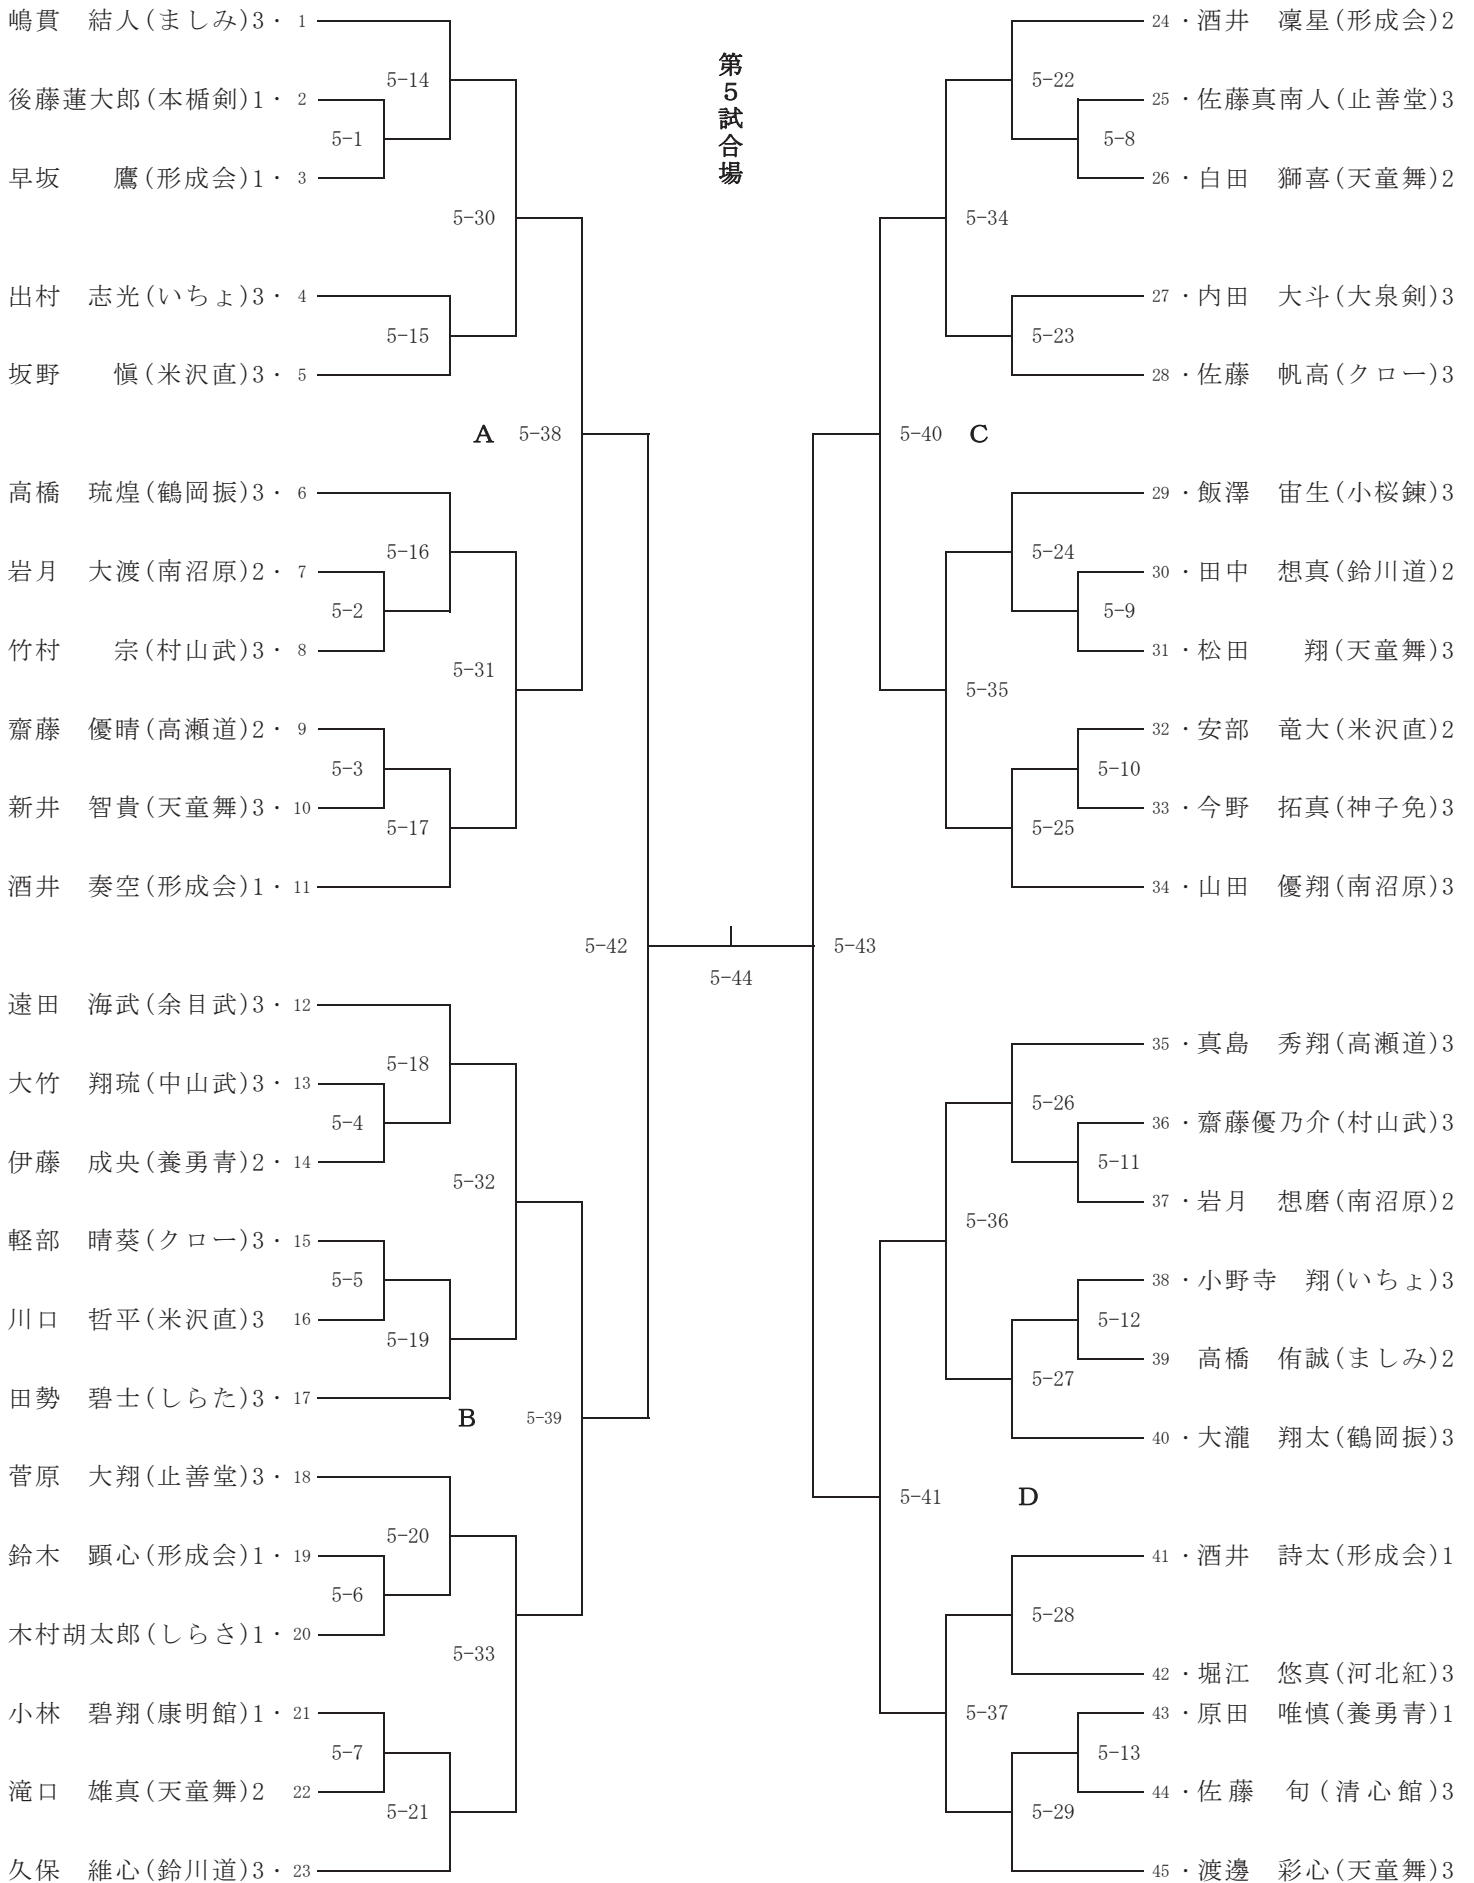 第5試合場
嶋貫　結人(ましみ)3・ 1
5-14
後藤蓮大郎(本楯剣)1・ 2
5-1
早坂　　鷹(形成会)1・ 3
5-30
出村　志光(いちょ)3・ 4
5-15
坂野　　愼(米沢直)3・ 5
A 5-38
高橋　琉煌(鶴岡振)3・ 6
5-16
岩月　大渡(南沼原)2・ 7
5-2
竹村　　宗(村山武)3・ 8
5-31
齋藤　優晴(高瀬道)2・ 9
5-3
新井　智貴(天童舞)3・ 10
5-17
酒井　奏空(形成会)1・ 11
5-42
遠田　海武(余目武)3・ 12
5-18
大竹　翔琉(中山武)3・ 13
5-4
伊藤　成央(養勇青)2・ 14
5-32
軽部　晴葵(クロー)3・ 15
5-5
川口　哲平(米沢直)3 16
5-19
田勢　碧士(しらた)3・ 17
B 5-39
菅原　大翔(止善堂)3・ 18
5-20
鈴木　顕心(形成会)1・ 19
5-6
木村胡太郎(しらさ)1・ 20
5-33
小林　碧翔(康明館)1・ 21
5-7
滝口　雄真(天童舞)2 22
5-21
久保　維心(鈴川道)3・ 23
5-44
24 ・酒井　凜星(形成会)2
5-22
25 ・佐藤真南人(止善堂)3
5-8
26 ・白田　獅喜(天童舞)2
5-34
27 ・内田　大斗(大泉剣)3
5-23
28 ・佐藤　帆高(クロー)3
5-40 C
29 ・飯澤　宙生(小桜錬)3
5-24
30 ・田中　想真(鈴川道)2
5-9
31 ・松田　　翔(天童舞)3
5-35
32 ・安部　竜大(米沢直)2
5-10
33 ・今野　拓真(神子免)3
5-25
34 ・山田　優翔(南沼原)3
5-43
35 ・真島　秀翔(高瀬道)3
5-26
36 ・齋藤優乃介(村山武)3
5-11
37 ・岩月　想磨(南沼原)2
5-36
38 ・小野寺　翔(いちょ)3
5-12
39 高橋　侑誠(ましみ)2
5-27
40 ・大瀧　翔太(鶴岡振)3
5-41 D
41 ・酒井　詩太(形成会)1
5-28
42 ・堀江　悠真(河北紅)3
5-37
43 ・原田　唯慎(養勇青)1
5-13
44 ・佐藤　旬(清心館)3
5-29
45 ・渡邊　彩心(天童舞)3